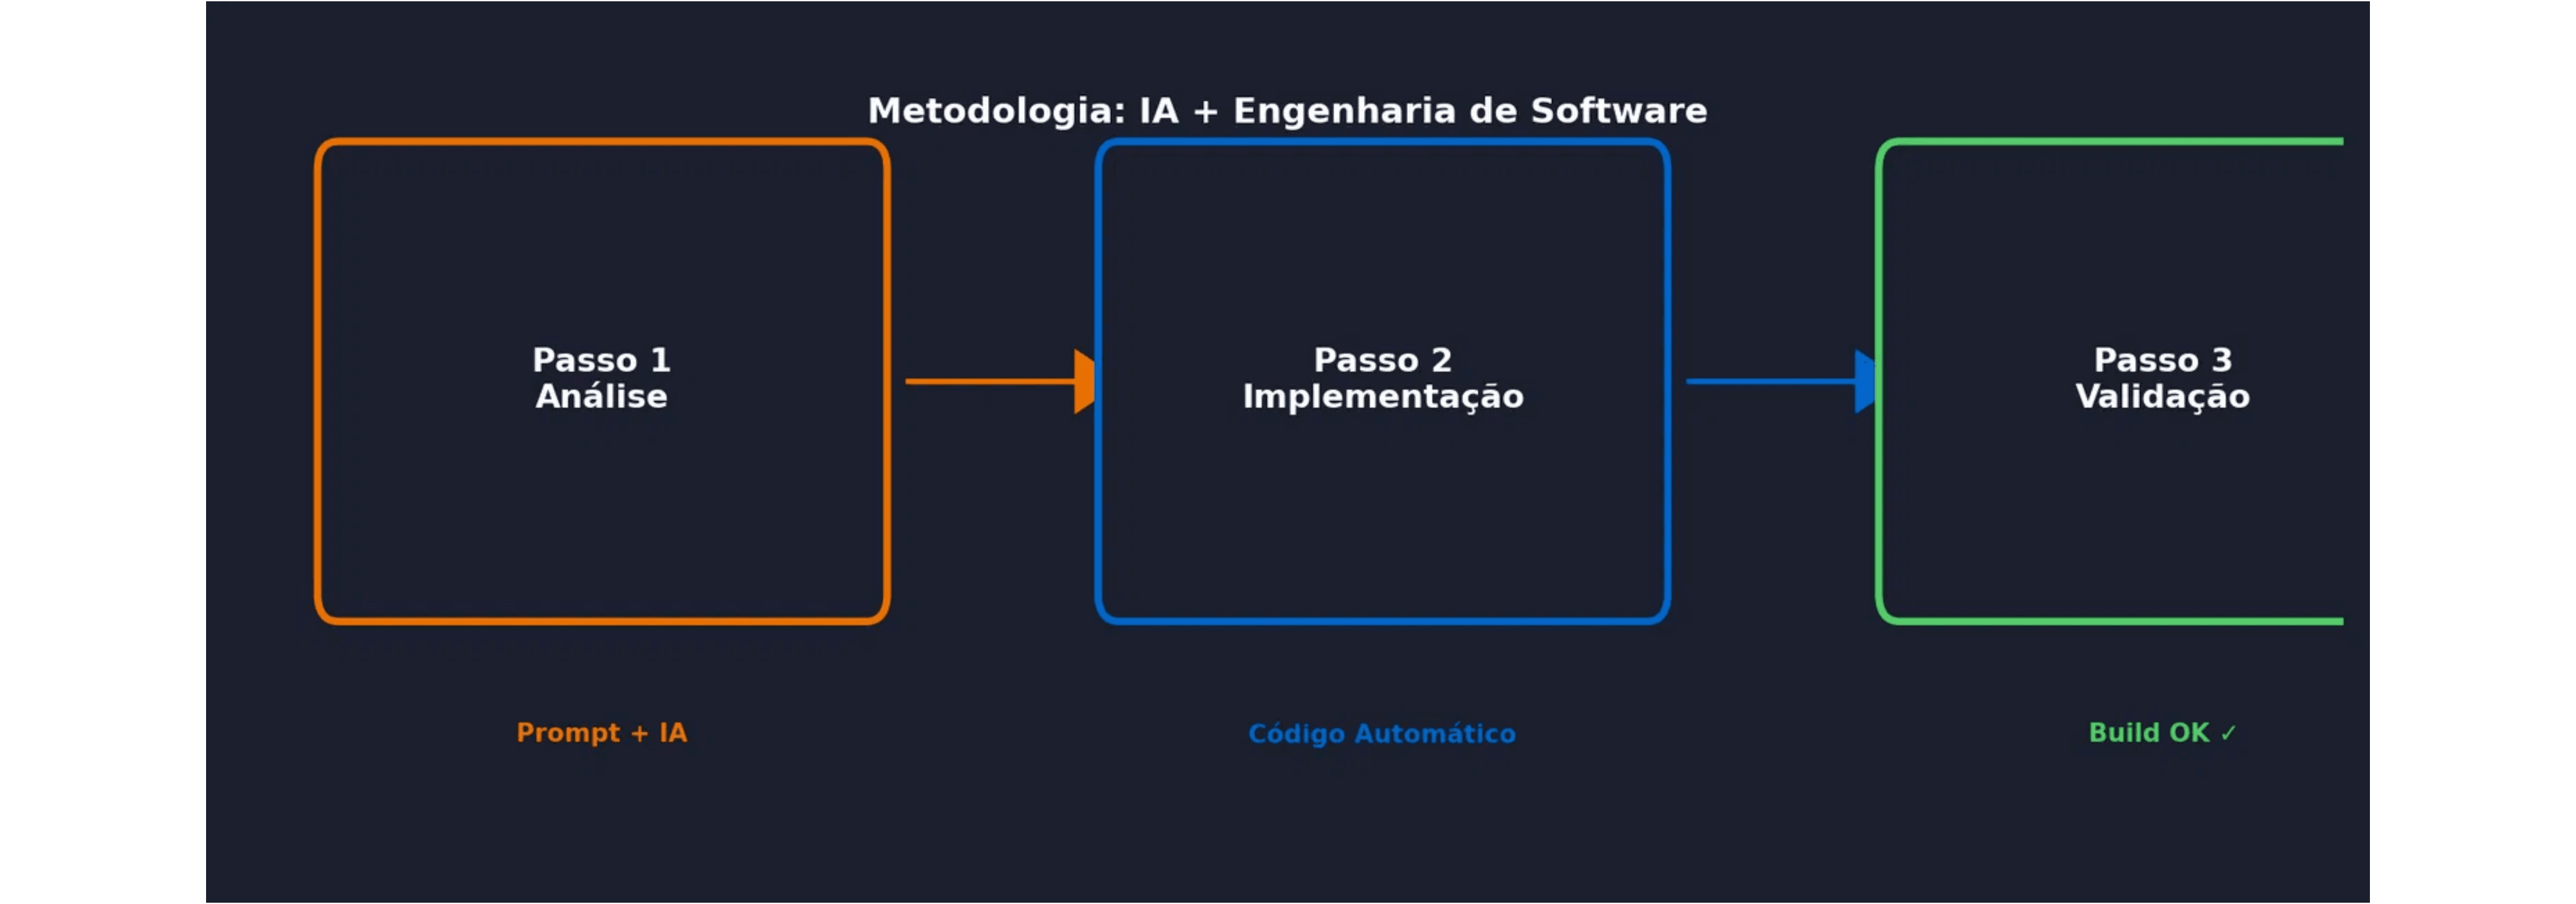 Metodologia: IA + Engenharia de Software
Passo 1
Análise
Passo 2
Implementação
Passo 3
Validação
Prompt + IA
Código Automático
Build OK ✓